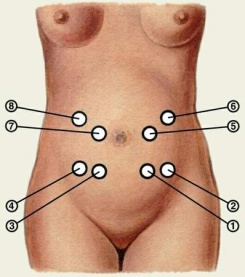 ⑧ ⑥
⑦ ⑤
④ ②
③ ①